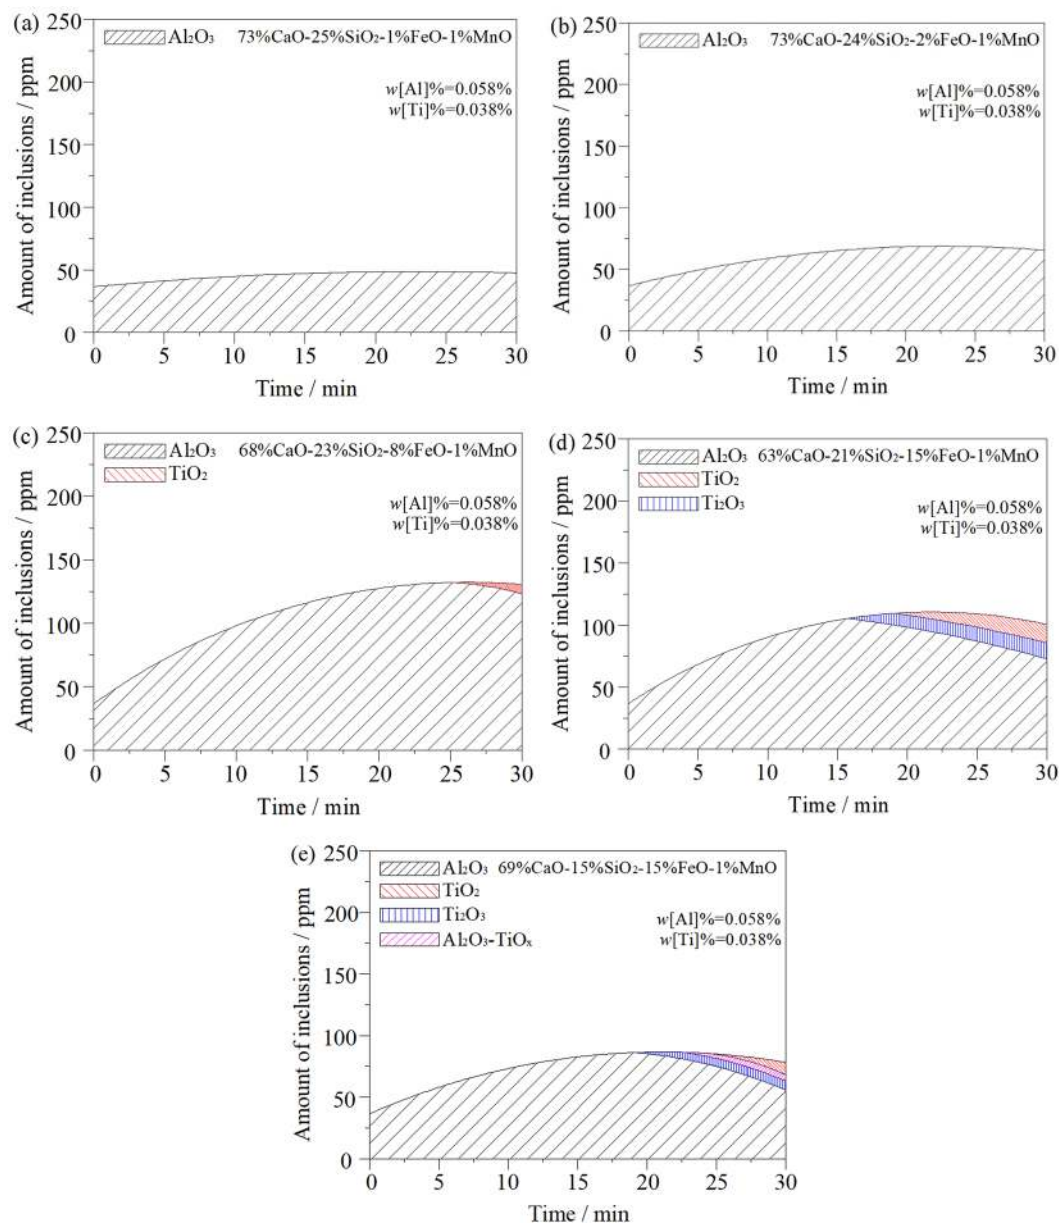 (a)
250
200
150
100
50
0
Amount of inclusions / ppm
Al₂O₃ 73%CaO-25%SiO₂-1%FeO-1%MnO
w[Al]%=0.058%
w[Ti]%=0.038%
0 5 10 15 20 25 30
Time / min
(b)
250
200
150
100
50
0
Amount of inclusions / ppm
Al₂O₃ 73%CaO-24%SiO₂-2%FeO-1%MnO
w[Al]%=0.058%
w[Ti]%=0.038%
0 5 10 15 20 25 30
Time / min
(c)
250
200
150
100
50
0
Amount of inclusions / ppm
Al₂O₃ 68%CaO-23%SiO₂-8%FeO-1%MnO
TiO₂
w[Al]%=0.058%
w[Ti]%=0.038%
0 5 10 15 20 25 30
Time / min
(d)
250
200
150
100
50
0
Amount of inclusions / ppm
Al₂O₃ 63%CaO-21%SiO₂-15%FeO-1%MnO
TiO₂
Ti₂O₃
w[Al]%=0.058%
w[Ti]%=0.038%
0 5 10 15 20 25 30
Time / min
(e)
250
200
150
100
50
0
Amount of inclusions / ppm
Al₂O₃ 69%CaO-15%SiO₂-15%FeO-1%MnO
TiO₂
Ti₂O₃
Al₂O₃-TiOₓ
w[Al]%=0.058%
w[Ti]%=0.038%
0 5 10 15 20 25 30
Time / min